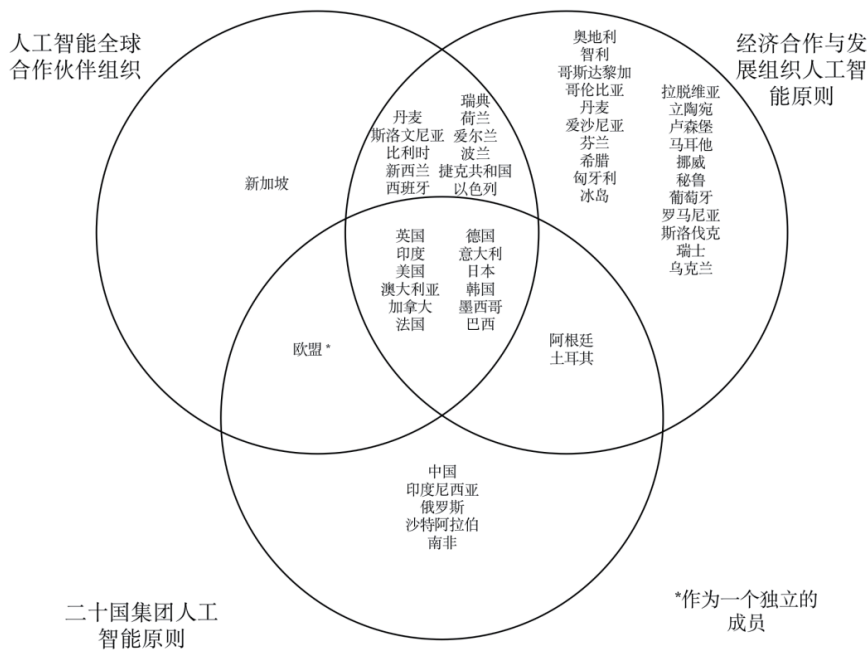 人工智能全球
合作伙伴组织
经济合作与发
展组织人工智
能原则
新加坡
丹麦
斯洛文尼亚
比利时
新西兰
西班牙
瑞典
荷兰
爱尔兰
波兰
捷克共和国
以色列
奥地利
智利
哥斯达黎加
哥伦比亚
丹麦
爱沙尼亚
芬兰
希腊
匈牙利
冰岛
拉脱维亚
立陶宛
卢森堡
马耳他
挪威
秘鲁
葡萄牙
罗马尼亚
斯洛伐克
瑞士
乌克兰
英国
印度
美国
澳大利亚
加拿大
法国
德国
意大利
日本
韩国
墨西哥
巴西
欧盟 *
阿根廷
土耳其
中国
印度尼西亚
俄罗斯
沙特阿拉伯
南非
二十国集团人工
智能原则
*作为一个独立的
成员